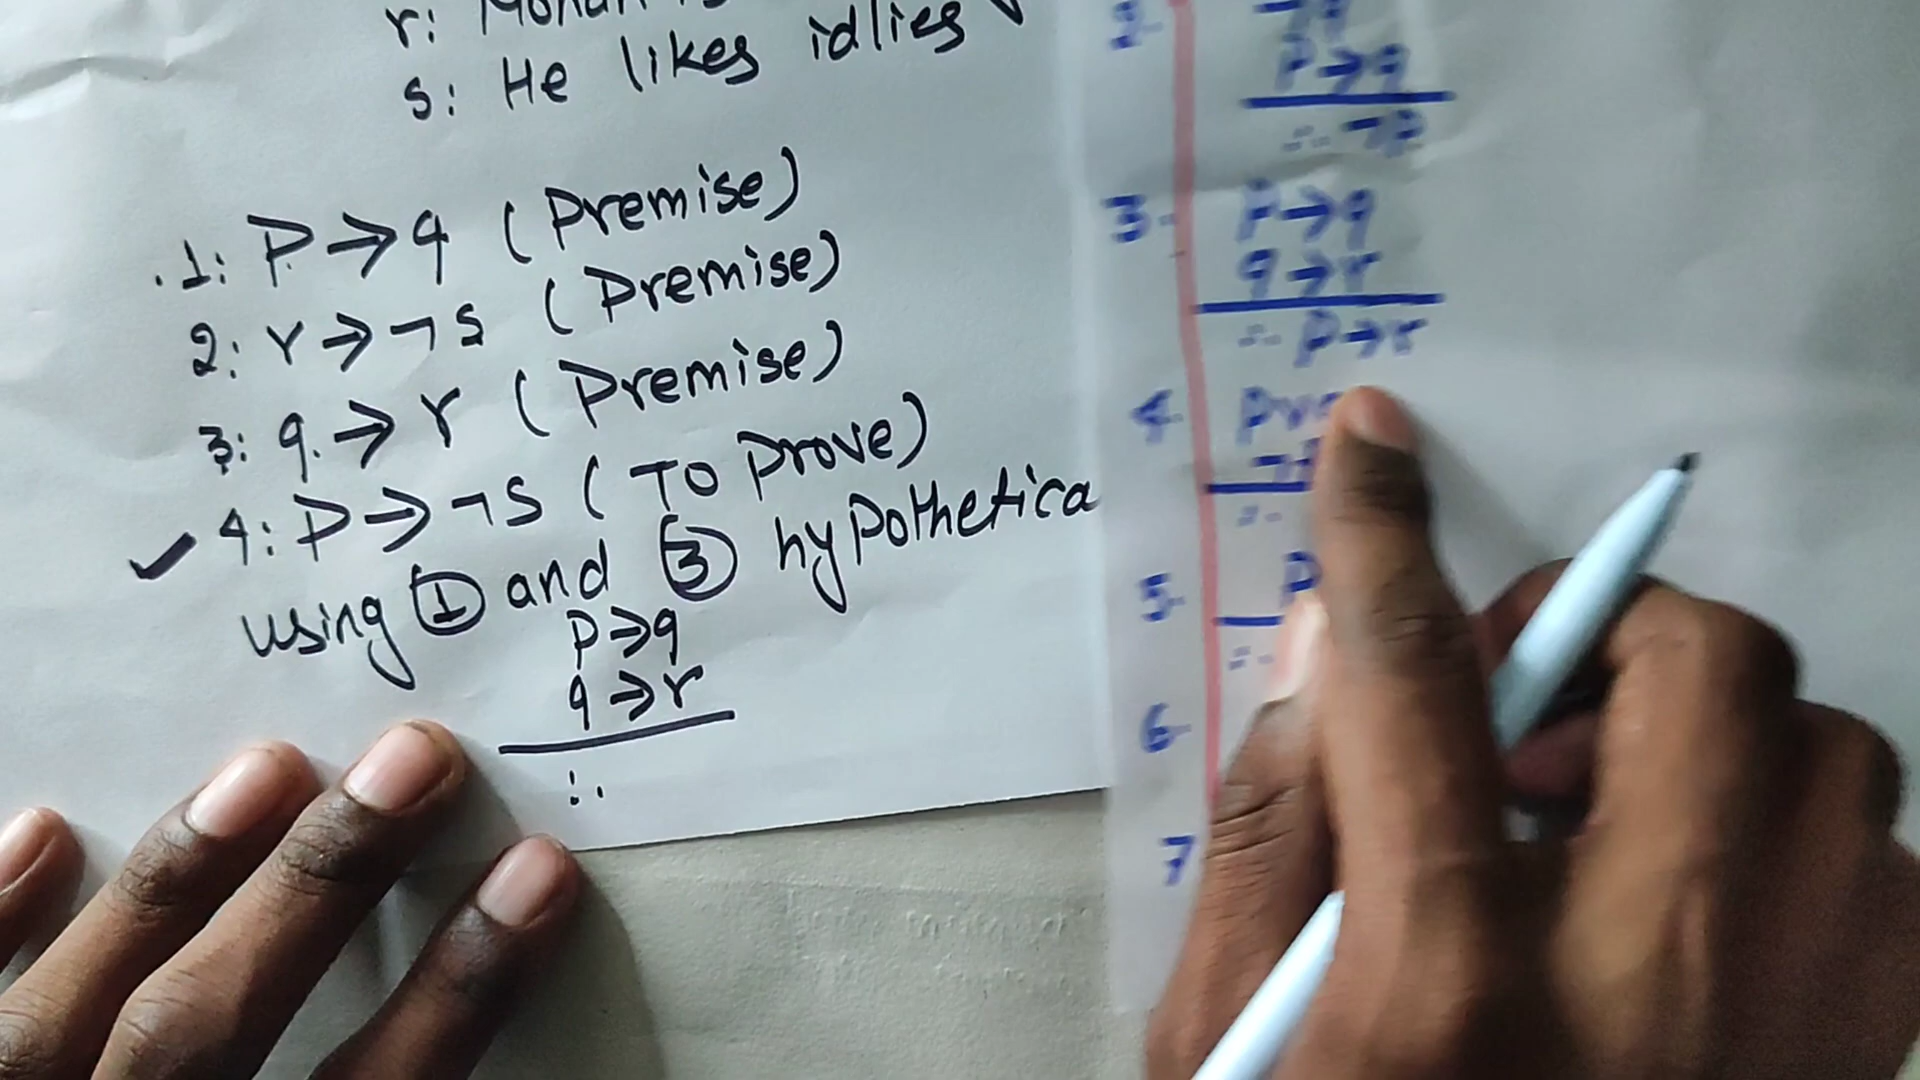 r:
s: He likes idlies
.1: P→q (Premise)
2: r→¬s (Premise)
3: q.→r (Premise)
4: P→¬s (To prove)
using ① and ③ hypothetica
p→q
q→r
∴
2-
P→q
∴ ¬P
3-
P→q
q→r
∴ P→r
4-
Pv
∴
5-
P
∴
6-
7